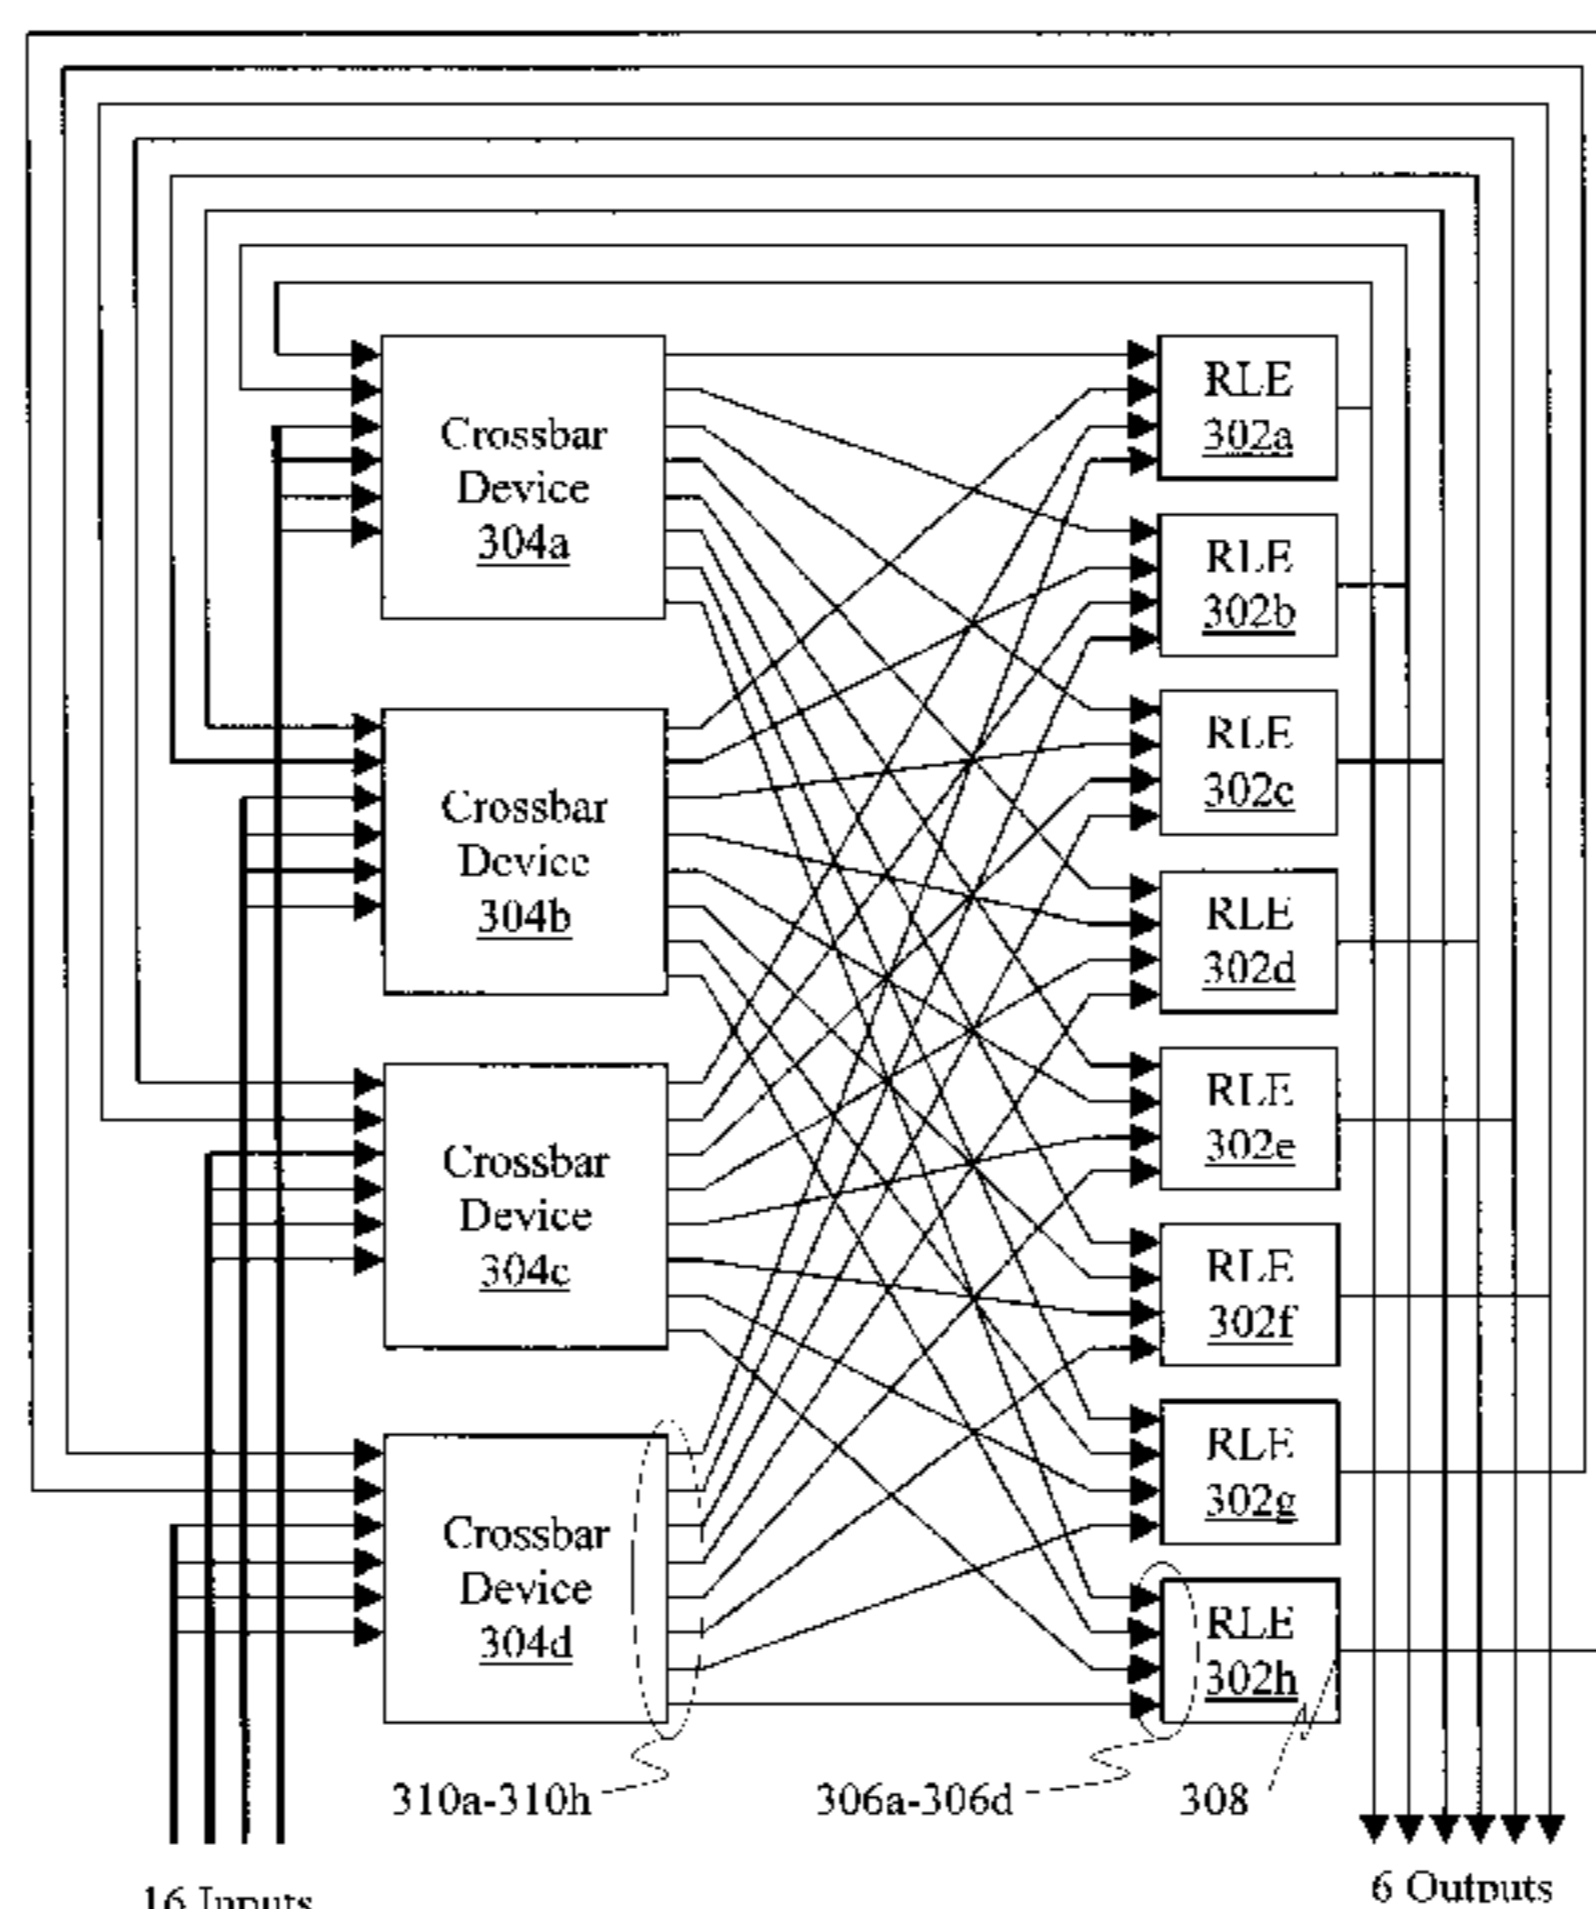 Crossbar
Device
304a
Crossbar
Device
304b
Crossbar
Device
304c
Crossbar
Device
304d
RLE
302a
RLE
302b
RLE
302c
RLE
302d
RLE
302e
RLE
302f
RLE
302g
RLE
302h
310a-310h
306a-306d
308
16 Inputs
6 Outputs